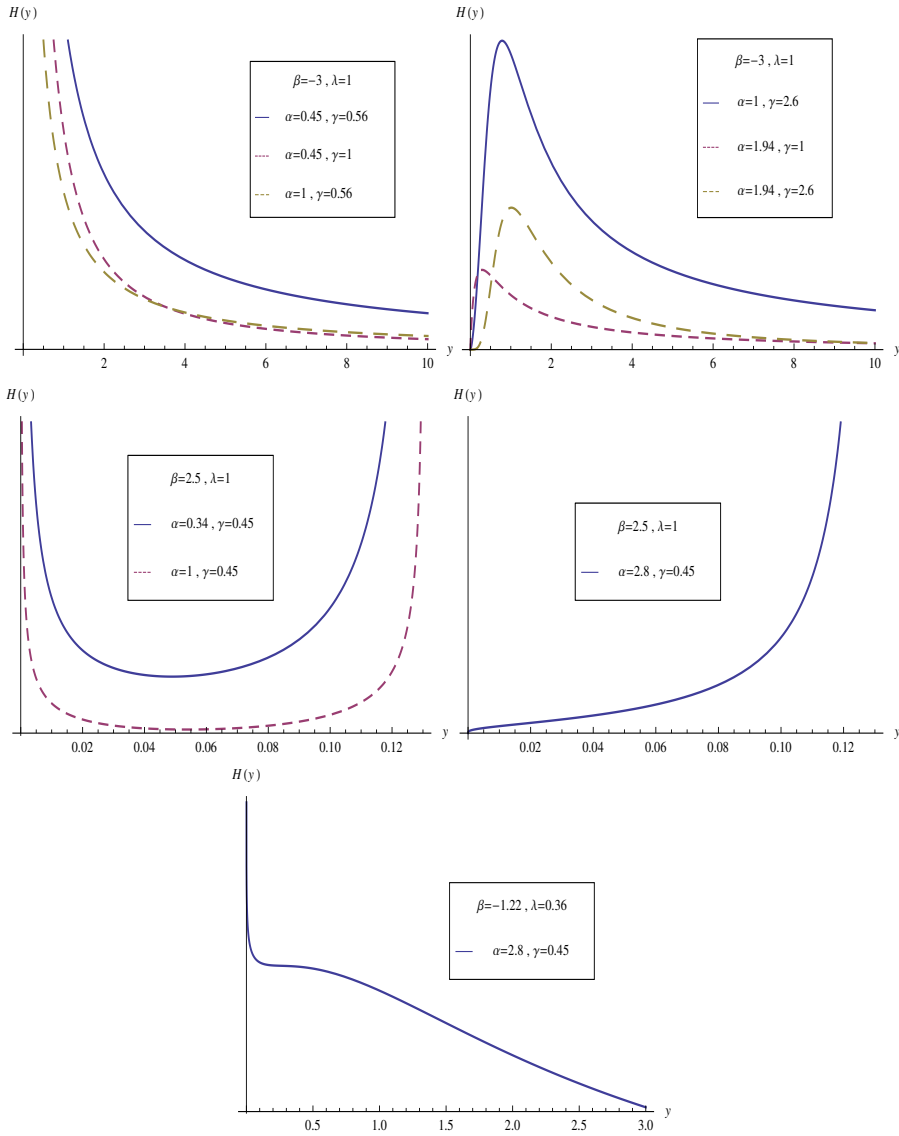 H(y)
β=−3 , λ=1
α=0.45 , γ=0.56
α=0.45 , γ=1
α=1 , γ=0.56
2 4 6 8 10 y
H(y)
β=−3 , λ=1
α=1 , γ=2.6
α=1.94 , γ=1
α=1.94 , γ=2.6
2 4 6 8 10 y
H(y)
β=2.5 , λ=1
α=0.34 , γ=0.45
α=1 , γ=0.45
0.02 0.04 0.06 0.08 0.10 0.12 y
H(y)
β=2.5 , λ=1
α=2.8 , γ=0.45
0.02 0.04 0.06 0.08 0.10 0.12 y
H(y)
β=−1.22 , λ=0.36
α=2.8 , γ=0.45
0.5 1.0 1.5 2.0 2.5 3.0 y